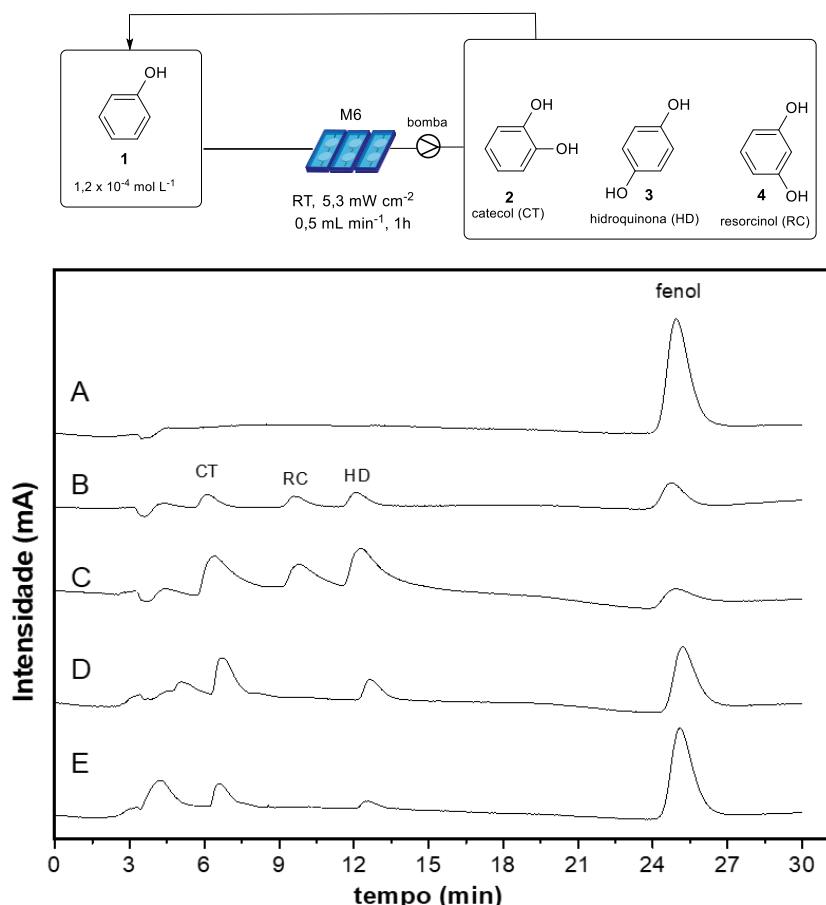 OH
1
1,2 x 10⁻⁴ mol L⁻¹
M6
bomba
RT, 5,3 mW cm⁻²
0,5 mL min⁻¹, 1h
OH
OH
2
catecol (CT)
OH
HO
3
hidroquinona (HD)
OH
OH
4
resorcinol (RC)
fenol
A
B
CT
RC
HD
C
D
E
Intensidade (mA)
0 3 6 9 12 15 18 21 24 27 30
tempo (min)